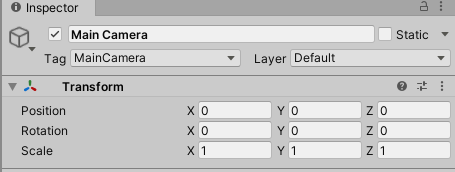 Inspector
Main Camera Static
Tag MainCamera Layer Default
Transform
Position X 0 Y 0 Z 0
Rotation X 0 Y 0 Z 0
Scale X 1 Y 1 Z 1